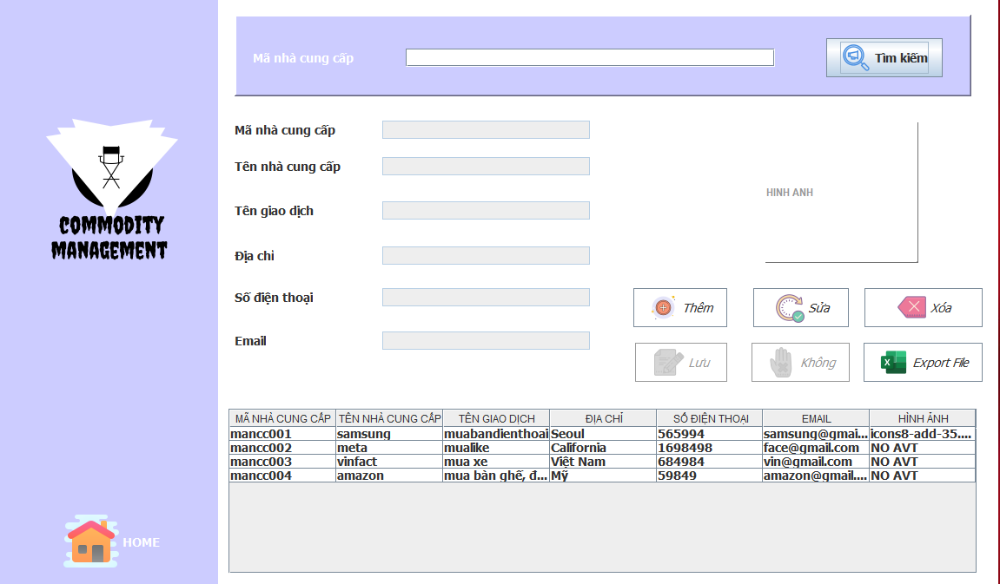 Mã nhà cung cấp
Tìm kiếm
COMMODITY
MANAGEMENT
HOME
Mã nhà cung cấp
Tên nhà cung cấp
Tên giao dịch
Địa chỉ
Số điện thoại
Email
HINH ANH
Thêm Sửa Xóa
Lưu Không Export File
MÃ NHÀ CUNG CẤP TÊN NHÀ CUNG CẤP TÊN GIAO DỊCH ĐỊA CHỈ SỐ ĐIỆN THOẠI EMAIL HÌNH ẢNH
mancc001 samsung muabandienthoai Seoul 565994 samsung@gmai... icons8-add-35....
mancc002 meta mualike California 1698498 face@gmail.com NO AVT
mancc003 vinfact mua xe Việt Nam 684984 vin@gmail.com NO AVT
mancc004 amazon mua bàn ghế, đ... Mỹ 59849 amazon@gmail.... NO AVT